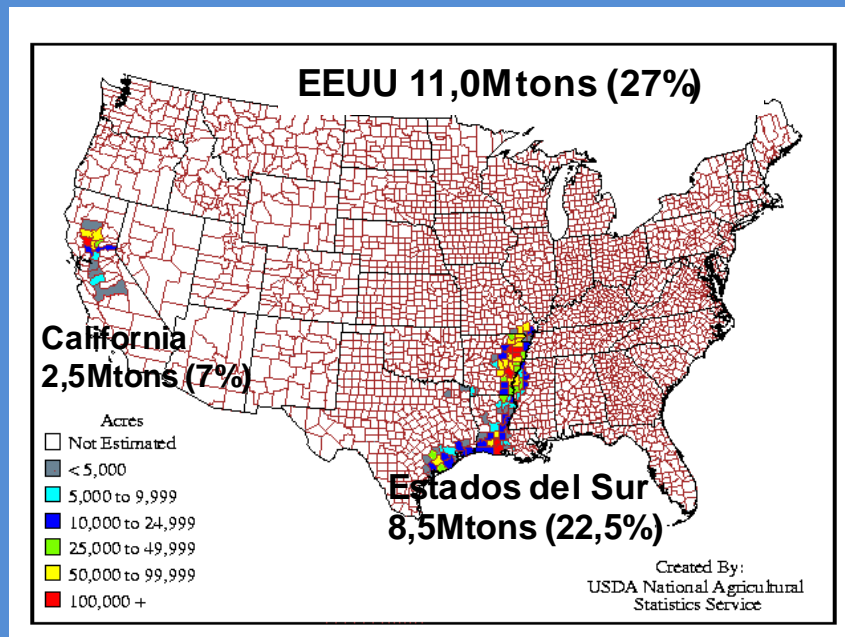 EEUU 11,0Mtons (27%)
California
2,5Mtons (7%)
Acres
Not Estimated
< 5,000
5,000 to 9,999
10,000 to 24,999
25,000 to 49,999
50,000 to 99,999
100,000 +
Estados del Sur
8,5Mtons (22,5%)
Created By:
USDA National Agricultural
Statistics Service